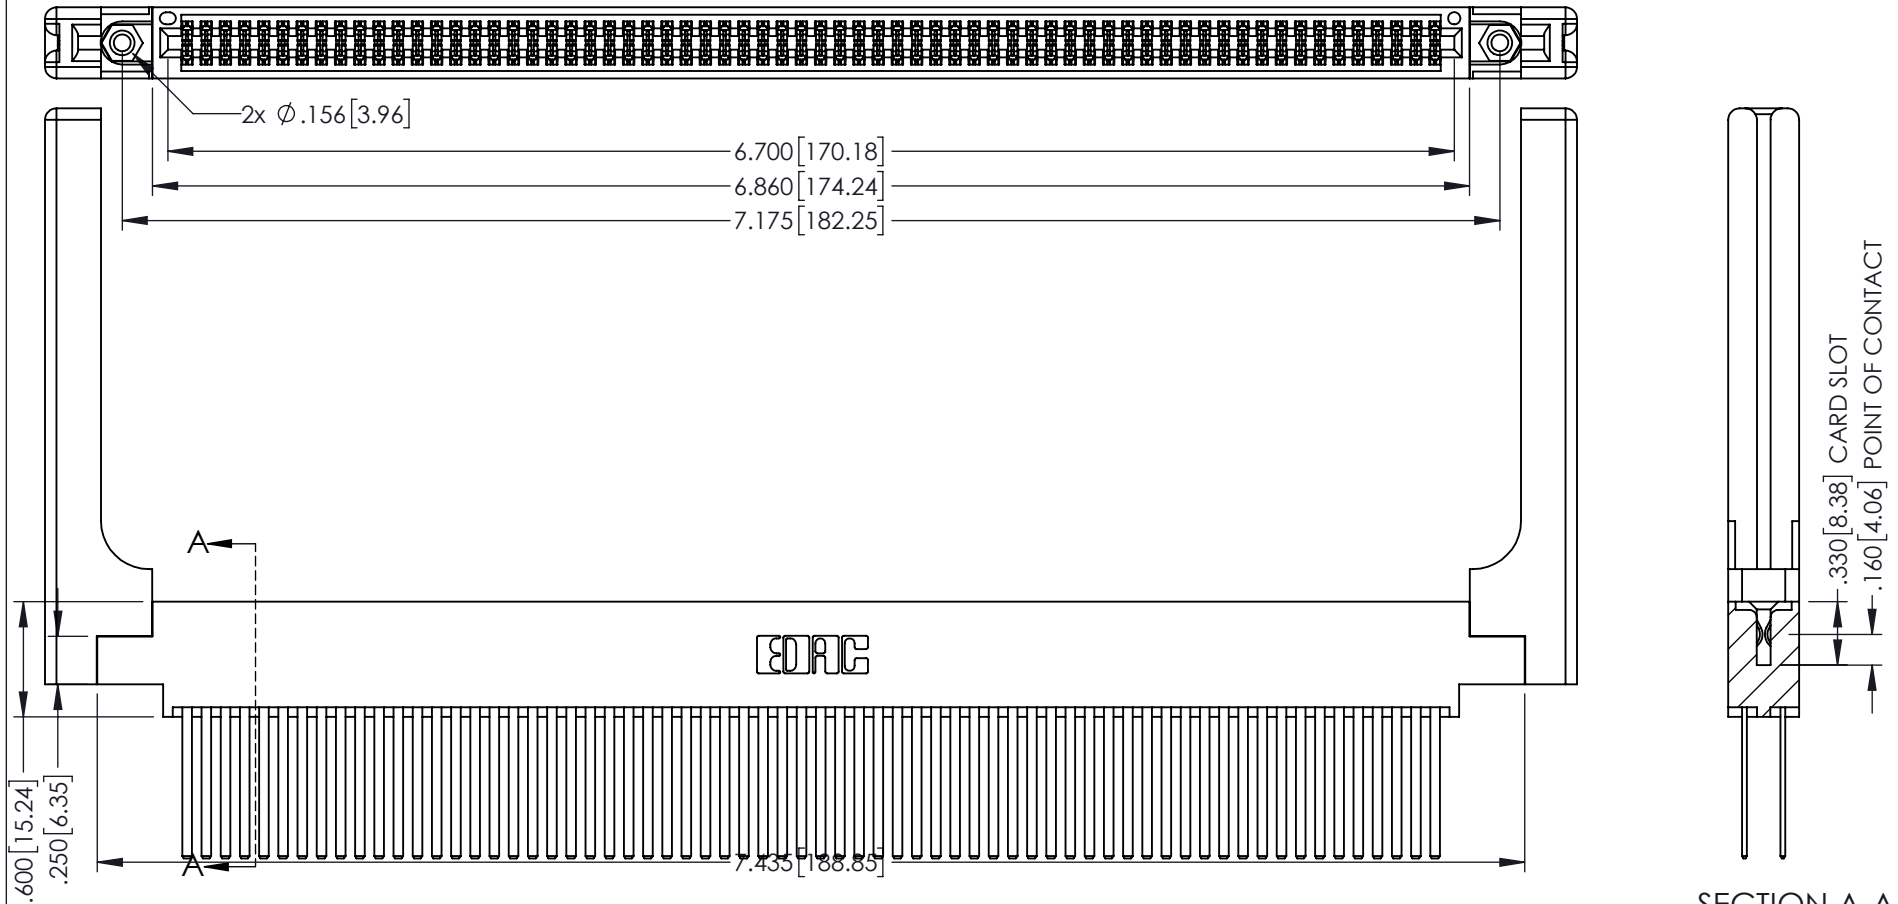 2x Ø.156[3.96]
6.700[170.18]
6.860[174.24]
7.175[182.25]
A
EDAC
A
7.435[188.85]
.600[15.24]
.250[6.35]
.330[8.38] CARD SLOT
.160[4.06] POINT OF CONTACT
SECTION A-A